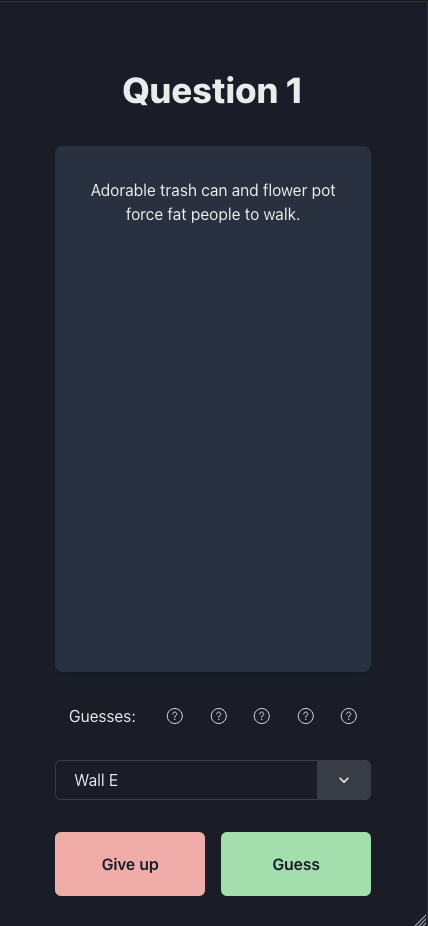 Question 1
Adorable trash can and flower pot
force fat people to walk.
Guesses: ? ? ? ? ?
Wall E
Give up
Guess